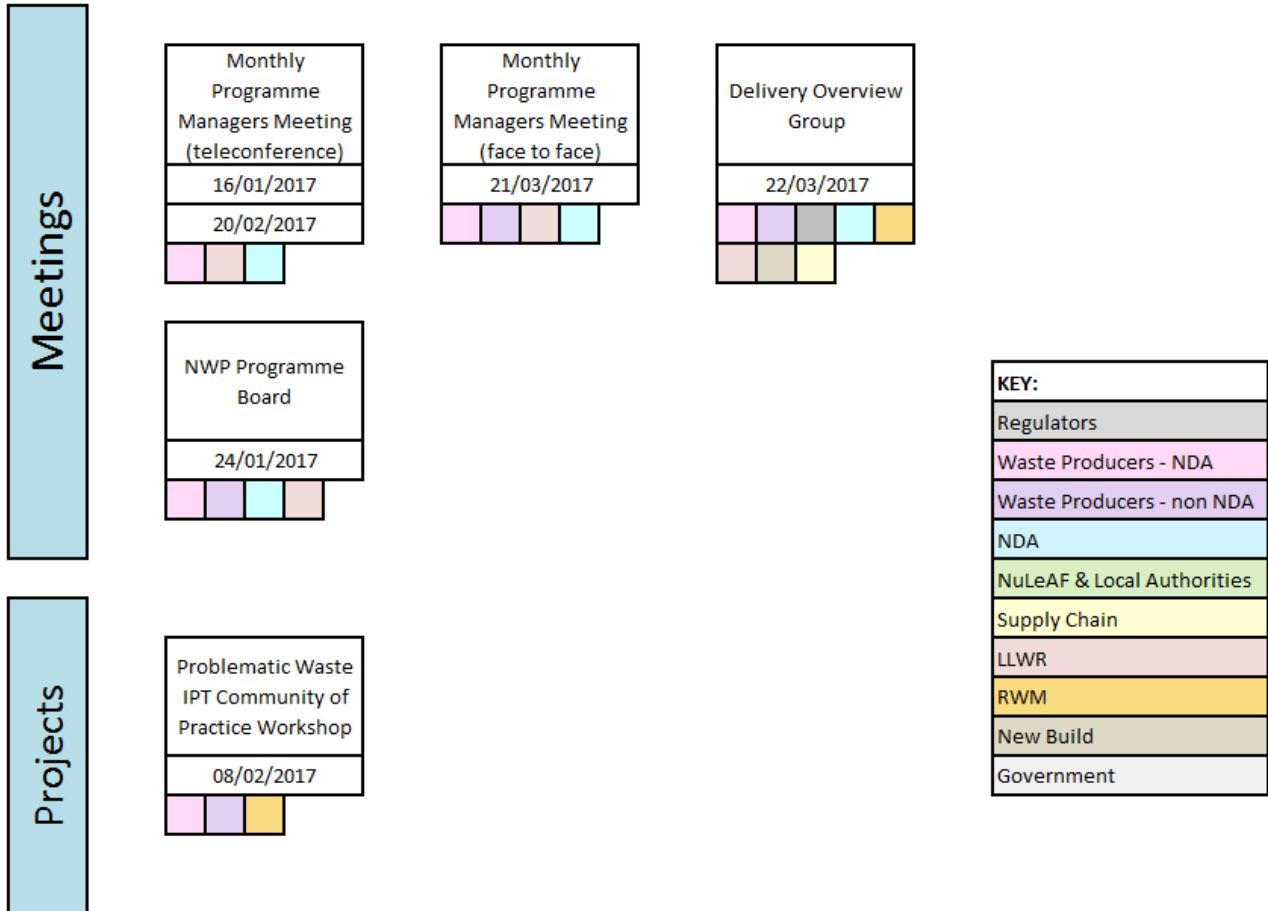 Meetings
Monthly
Programme
Managers Meeting
(teleconference)
16/01/2017
20/02/2017
Monthly
Programme
Managers Meeting
(face to face)
21/03/2017
Delivery Overview
Group
22/03/2017
NWP Programme
Board
24/01/2017
KEY:
Regulators
Waste Producers - NDA
Waste Producers - non NDA
NDA
NuLeAF & Local Authorities
Supply Chain
LLWR
RWM
New Build
Government
Projects
Problematic Waste
IPT Community of
Practice Workshop
08/02/2017